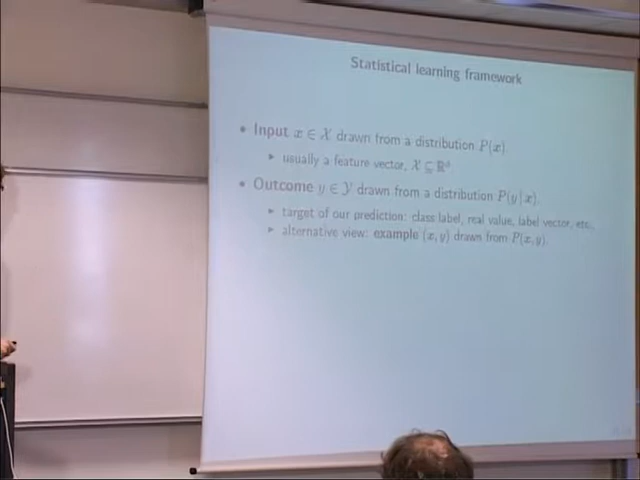 Statistical learning framework
• Input x ∈ 𝒳 drawn from a distribution P(x).
▸ usually a feature vector, 𝒳 ⊆ ℝᵈ.
• Outcome y ∈ 𝒴 drawn from a distribution P(y|x).
▸ target of our prediction: class label, real value, label vector, etc.,
▸ alternative view: example (x, y) drawn from P(x, y).